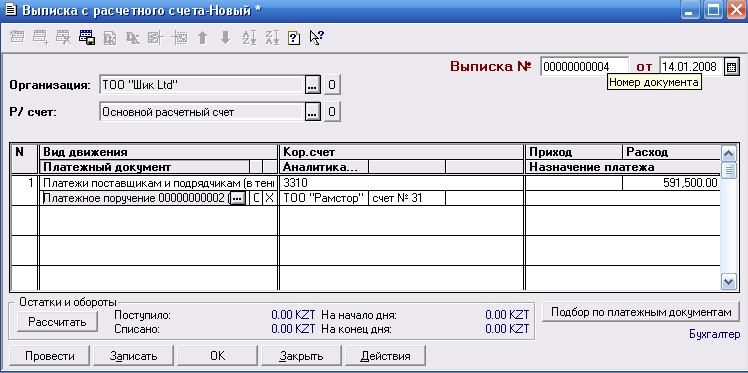 Выписка с расчетного счета-Новый *
Выписка № 00000000004 от 14.01.2008
Номер документа
Организация: ТОО "Шик Ltd" ... О
Р/ счет: Основной расчетный счет ... О
N Вид движения Кор.счет Приход Расход
Платежный документ Аналитика... Назначение платежа
1 Платежи поставщикам и подрядчикам (в тен 3310 591,500.00
Платежное поручение 00000000002 ( ... С X ТОО "Рамстор" счет № 31
Остатки и обороты
Рассчитать Поступило: 0.00 KZT На начало дня: 0.00 KZT
Списано: 0.00 KZT На конец дня: 0.00 KZT
Подбор по платежным документам
Бухгалтер
Провести Записать OK Закрыть Действия